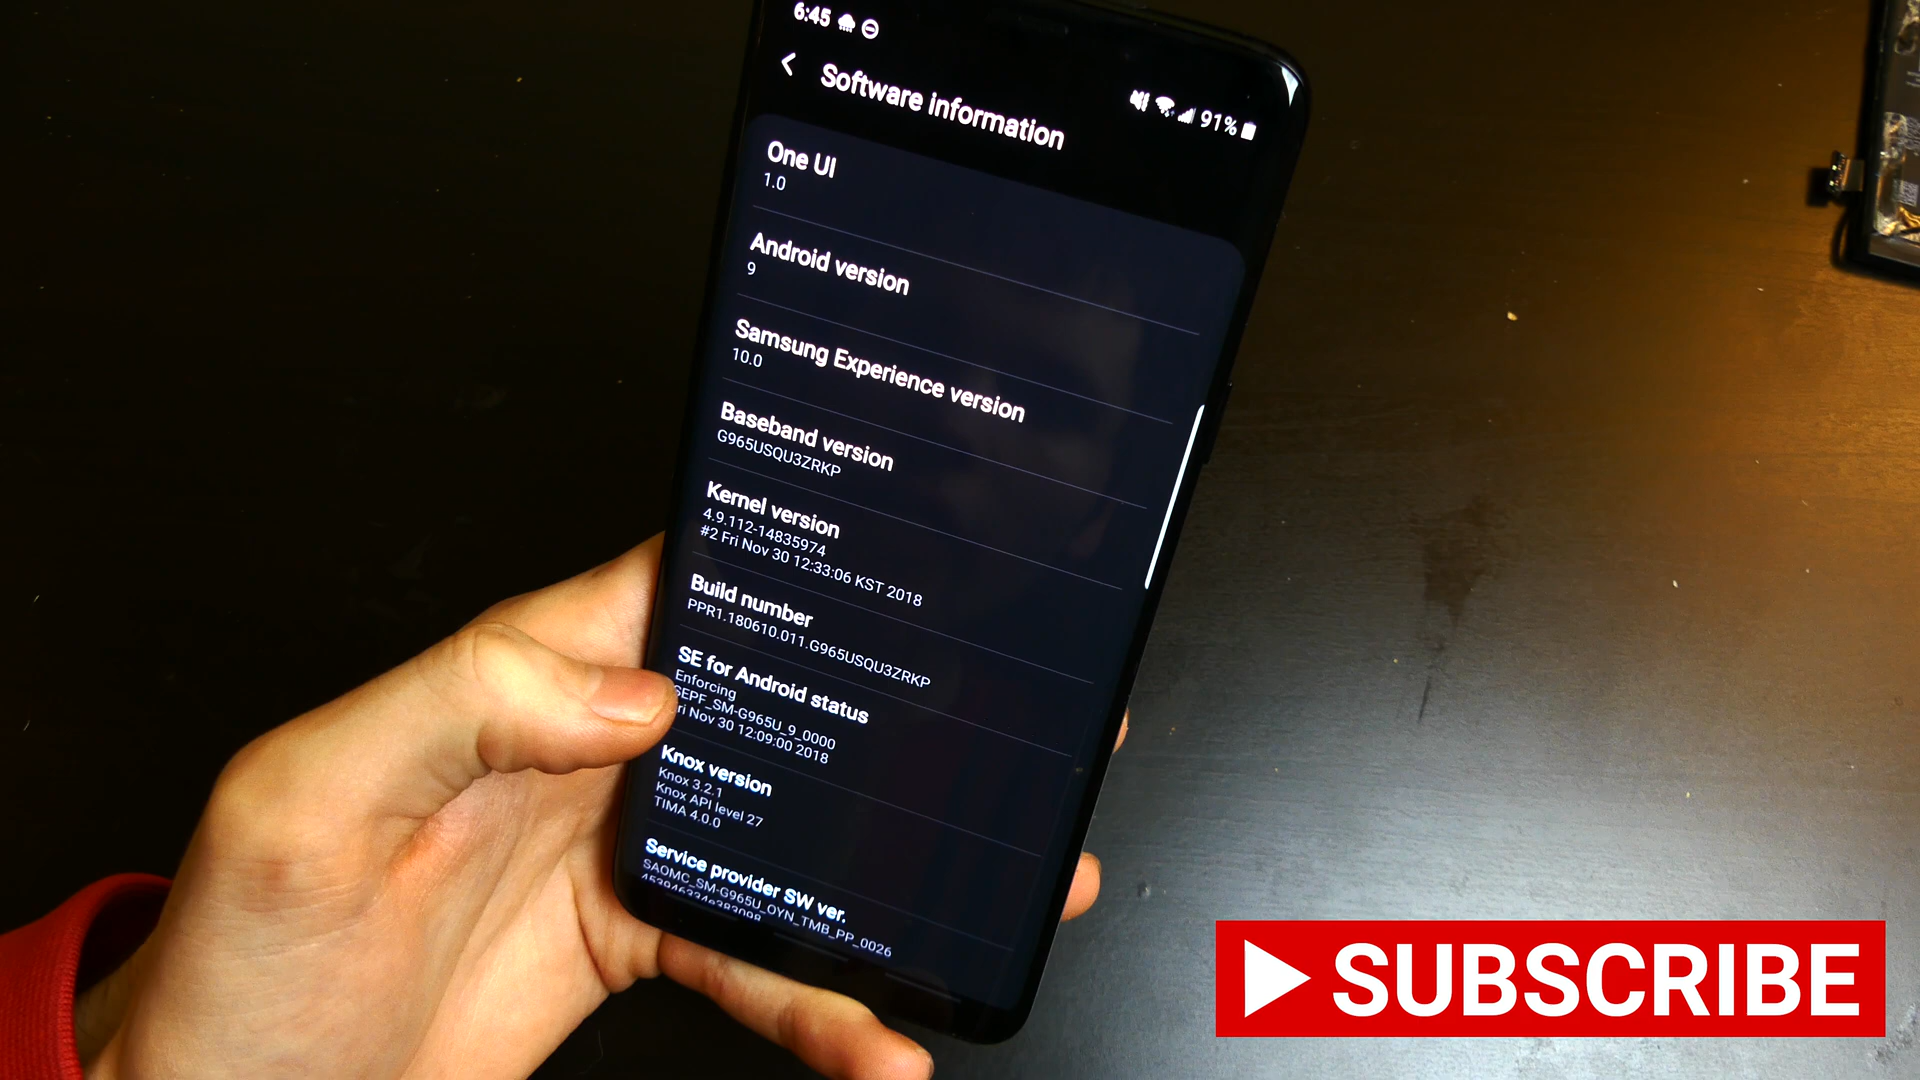 6:45
91%
Software information
One UI
1.0
Android version
9
Samsung Experience version
10.0
Baseband version
G965USQU3ZRKP
Kernel version
4.9.112-14835974
#2 Fri Nov 30 12:33:06 KST 2018
Build number
PPR1.180610.011.G965USQU3ZRKP
SE for Android status
Enforcing
SEPF_SM-G965U_9_0000
Fri Nov 30 12:09:00 2018
Knox version
Knox 3.2.1
Knox API level 27
TIMA 4.0.0
Service provider SW ver.
SAOMC_SM-G965U_OYN_TMB_PP_0026
SUBSCRIBE